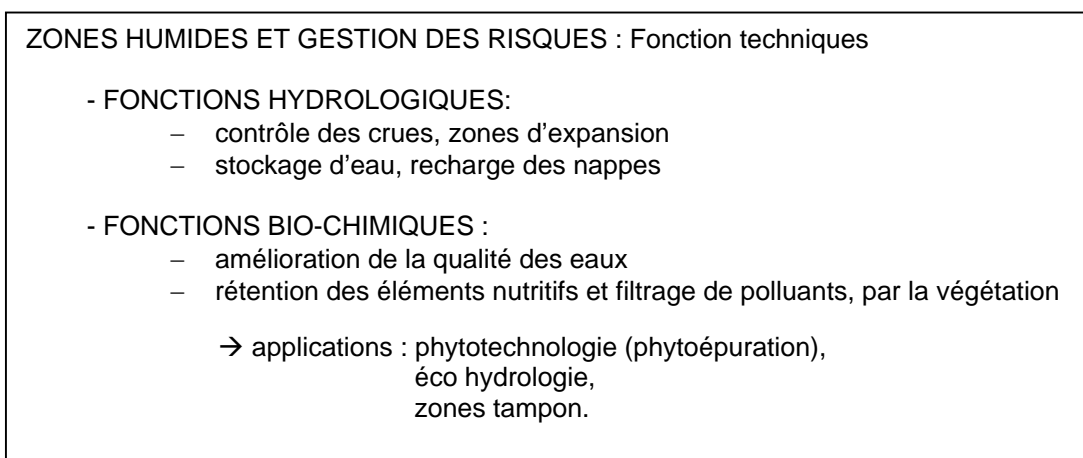 ZONES HUMIDES ET GESTION DES RISQUES : Fonction techniques
- FONCTIONS HYDROLOGIQUES:
– contrôle des crues, zones d'expansion
– stockage d'eau, recharge des nappes
- FONCTIONS BIO-CHIMIQUES :
– amélioration de la qualité des eaux
– rétention des éléments nutritifs et filtrage de polluants, par la végétation
→ applications : phytotechnologie (phytoépuration),
éco hydrologie,
zones tampon.